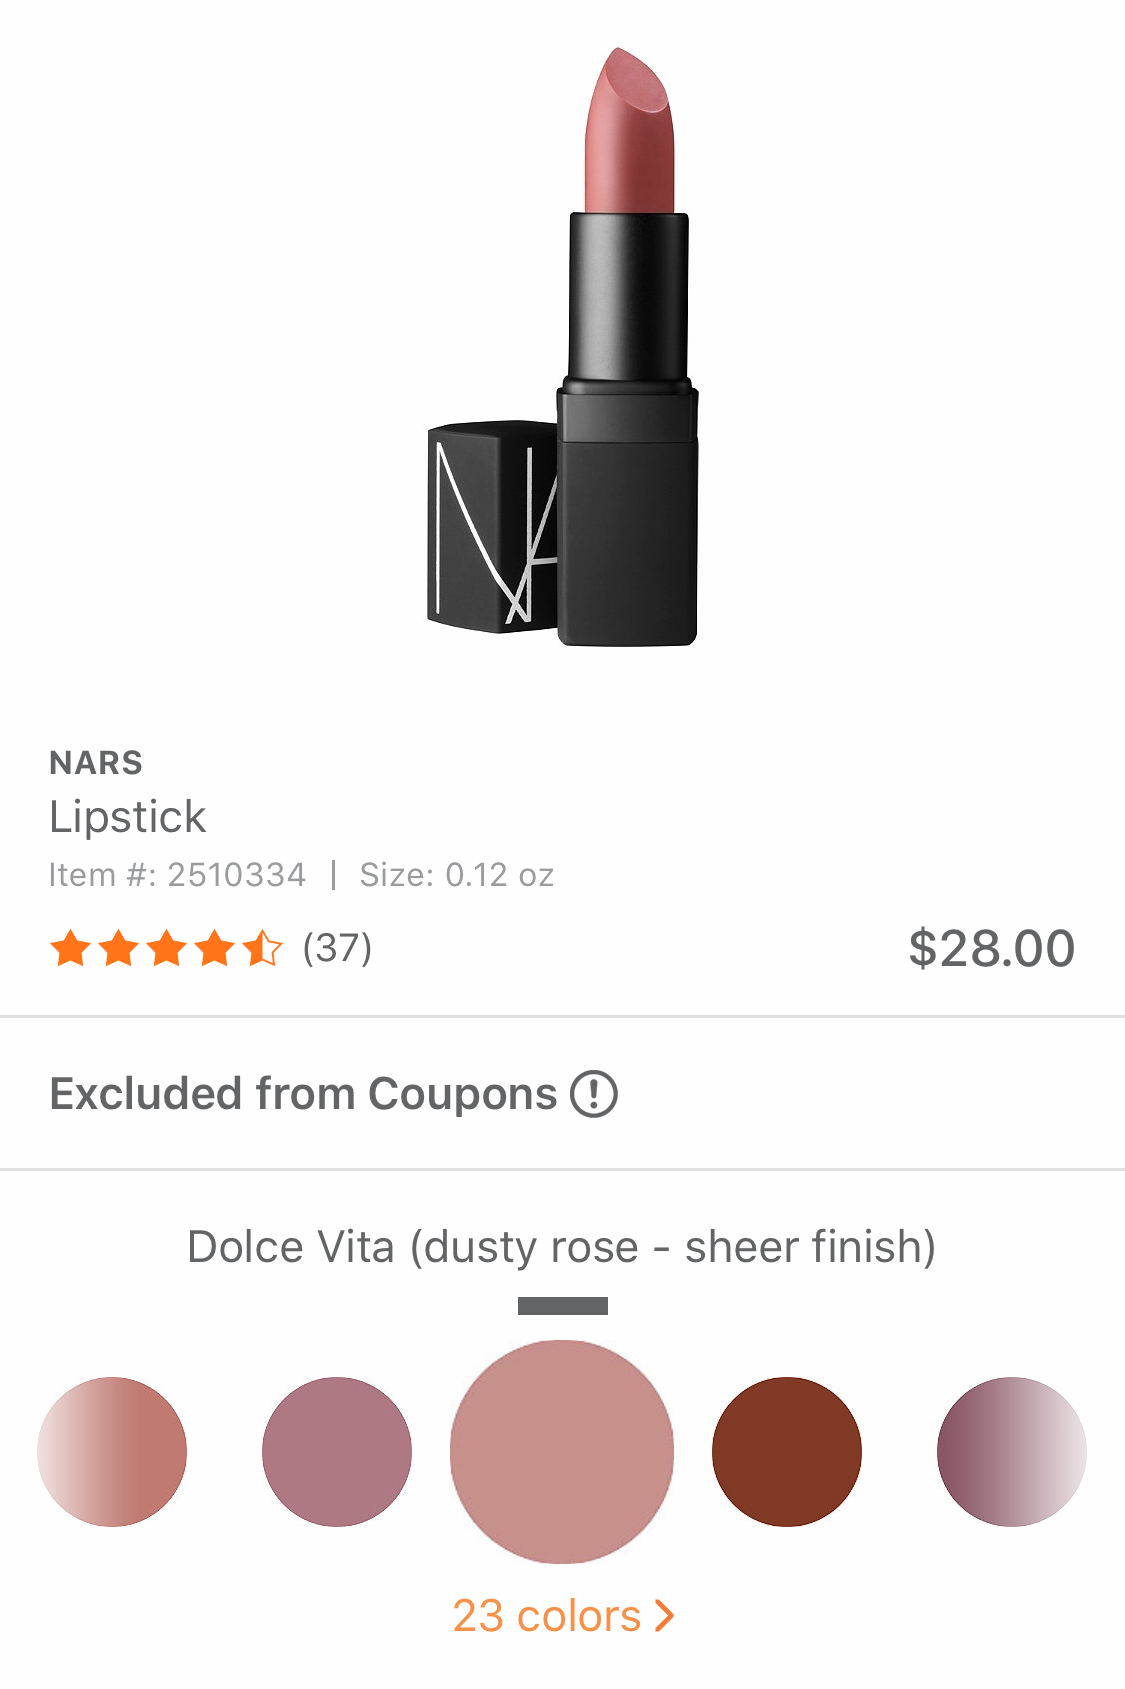 NA
NARS
Lipstick
Item #: 2510334 | Size: 0.12 oz
(37)
$28.00
Excluded from Coupons
Dolce Vita (dusty rose - sheer finish)
23 colors >